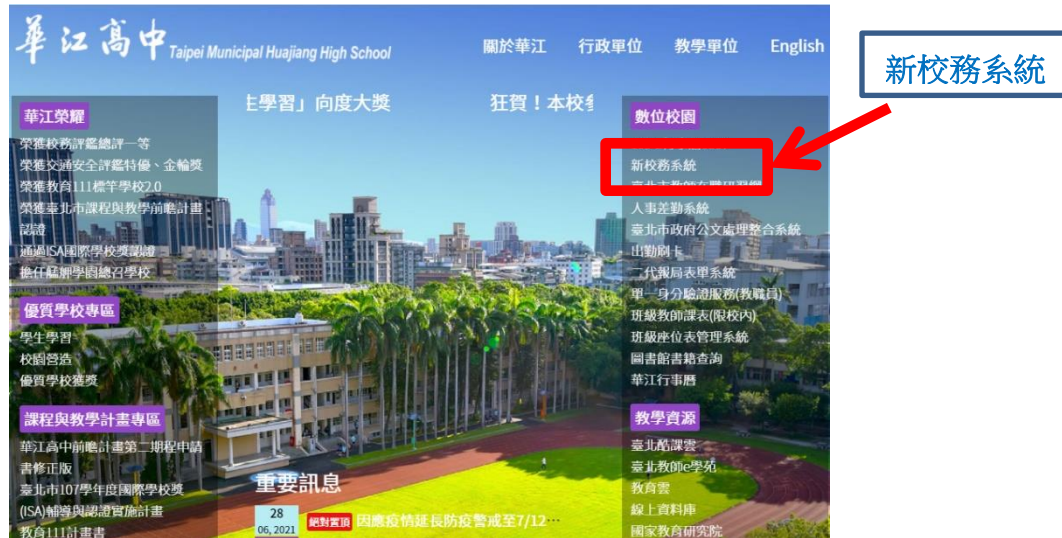 華江高中 Taipei Municipal Huajiang High School
關於華江 行政單位 教學單位 English
新校務系統
主學習」向度大獎 狂賀！本校參
華江榮耀
榮獲校務評鑑總評一等
榮獲交通安全評鑑特優、金輪獎
榮獲教育111標竿學校2.0
榮獲臺北市課程與教學前瞻計畫
認證
通過ISA國際學校獎認證
擔任艋舺學園總召學校
優質學校專區
學生學習
校園營造
優質學校獲獎
課程與教學計畫專區
華江高中前瞻計畫第二期程申請
書修正版
臺北市107學年度國際學校獎
(ISA)輔導與認證實施計畫
教育111計畫書
重要訊息
28
06, 2021
絕對置頂 因應疫情延長防疫警戒至7/12…
數位校園
新校務系統
臺北市教師在職研習網
人事差勤系統
臺北市政府公文處理整合系統
出勤刷卡
二代報局表單系統
單一身分驗證服務(教職員)
班級教師課表(限校內)
班級座位表管理系統
圖書館書籍查詢
華江行事曆
教學資源
臺北酷課雲
臺北教師e學苑
教育雲
線上資料庫
國家教育研究院